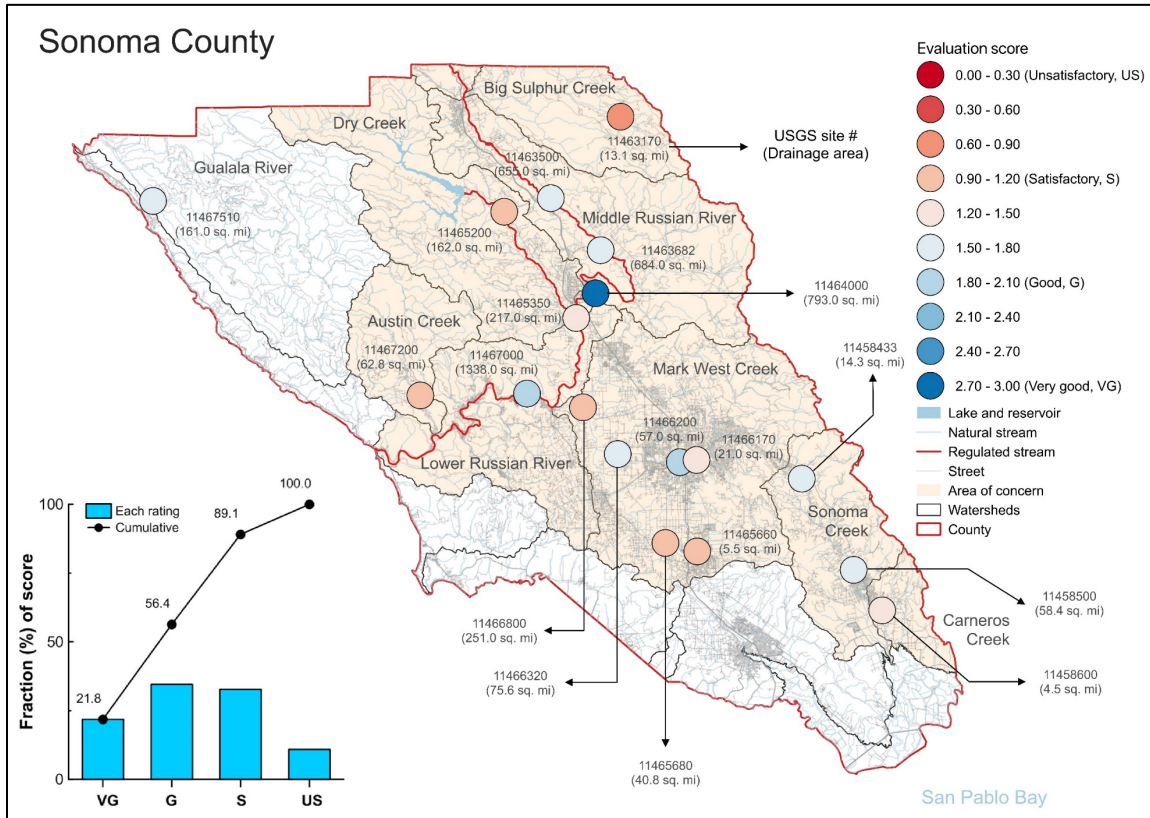 Sonoma County
Big Sulphur Creek
Dry Creek
Gualala River
11463170
(13.1 sq. mi)
USGS site #
(Drainage area)
11463500
(655.0 sq. mi)
11467510
(161.0 sq. mi)
11465200
(162.0 sq. mi)
Middle Russian River
11463682
(684.0 sq. mi)
11464000
(793.0 sq. mi)
11465350
(217.0 sq. mi)
Austin Creek
11467200
(62.8 sq. mi)
11467000
(1338.0 sq. mi)
Mark West Creek
11458433
(14.3 sq. mi)
11466200
(57.0 sq. mi)
11466170
(21.0 sq. mi)
Lower Russian River
Sonoma
Creek
11465660
(5.5 sq. mi)
11466800
(251.0 sq. mi)
11466320
(75.6 sq. mi)
11465680
(40.8 sq. mi)
11458500
(58.4 sq. mi)
Carneros
Creek
11458600
(4.5 sq. mi)
San Pablo Bay
Evaluation score
0.00 - 0.30 (Unsatisfactory, US)
0.30 - 0.60
0.60 - 0.90
0.90 - 1.20 (Satisfactory, S)
1.20 - 1.50
1.50 - 1.80
1.80 - 2.10 (Good, G)
2.10 - 2.40
2.40 - 2.70
2.70 - 3.00 (Very good, VG)
Lake and reservoir
Natural stream
Regulated stream
Street
Area of concern
Watersheds
County
Fraction (%) of score
100
50
0
Each rating
Cumulative
21.8
56.4
89.1
100.0
VG G S US